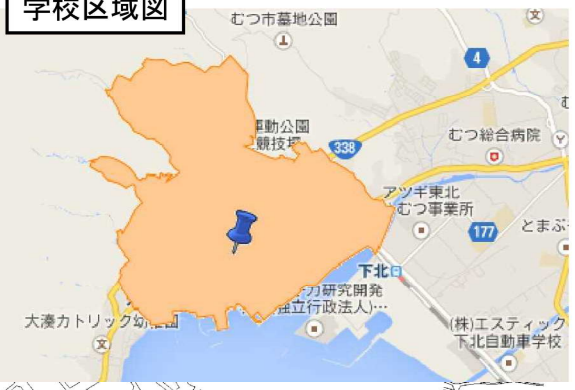 学校区域図
むつ市墓地公園
4
運動公園
競技場
338
むつ総合病院
アツギ東北
むつ事業所
177
とまぶ
下北
力研究開発
独立行政法人)…
大湊カトリック幼稚園
(株)エスティック
下北自動車学校
文
文